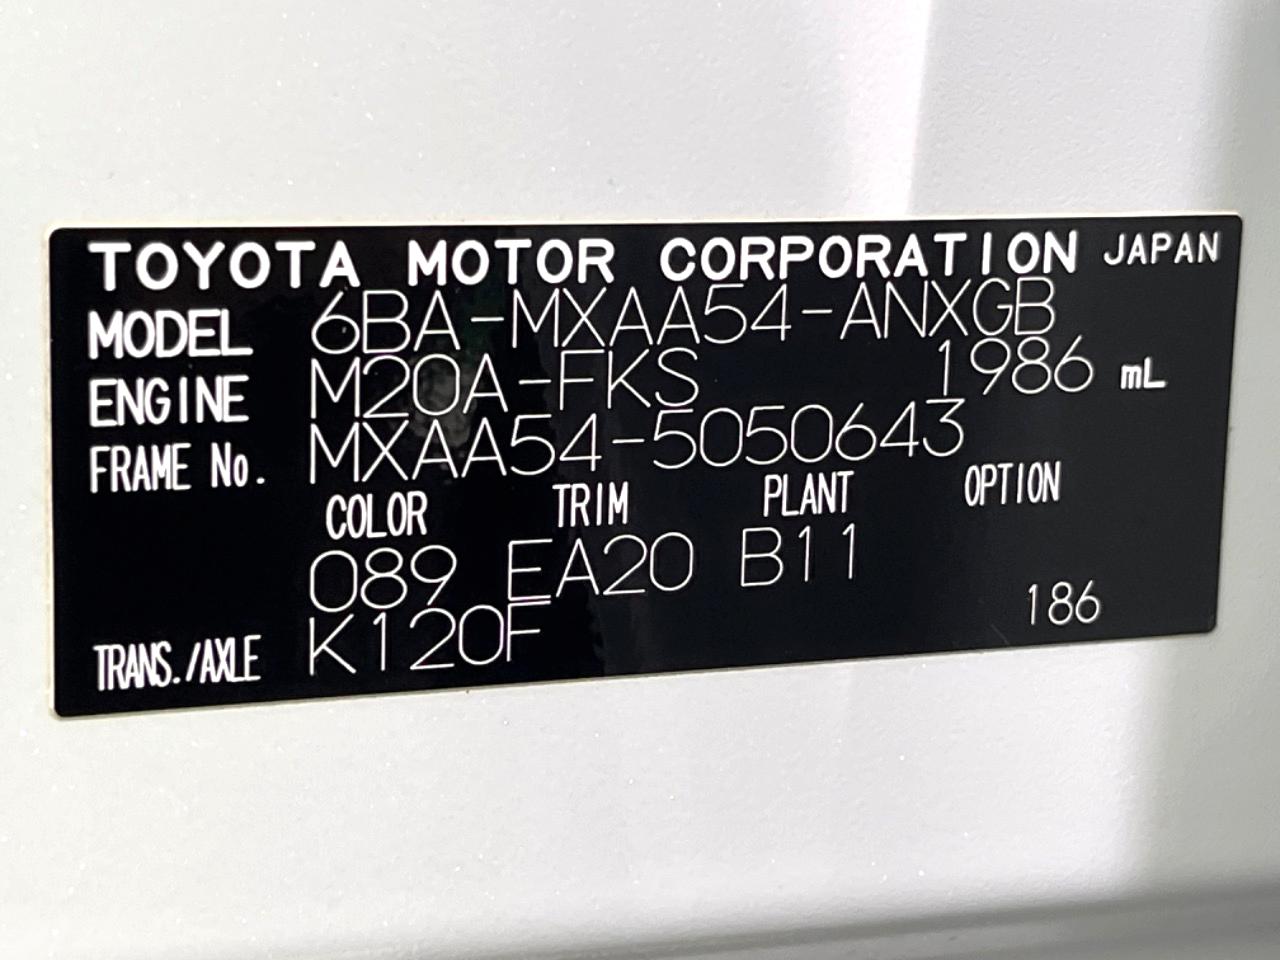 TOYOTA MOTOR CORPORATION JAPAN
MODEL 6BA-MXAA54-ANXGB
ENGINE M20A-FKS 1986 mL
FRAME No. MXAA54-5050643
COLOR TRIM PLANT OPTION
089 EA20 B11
186
TRANS./AXLE K120F